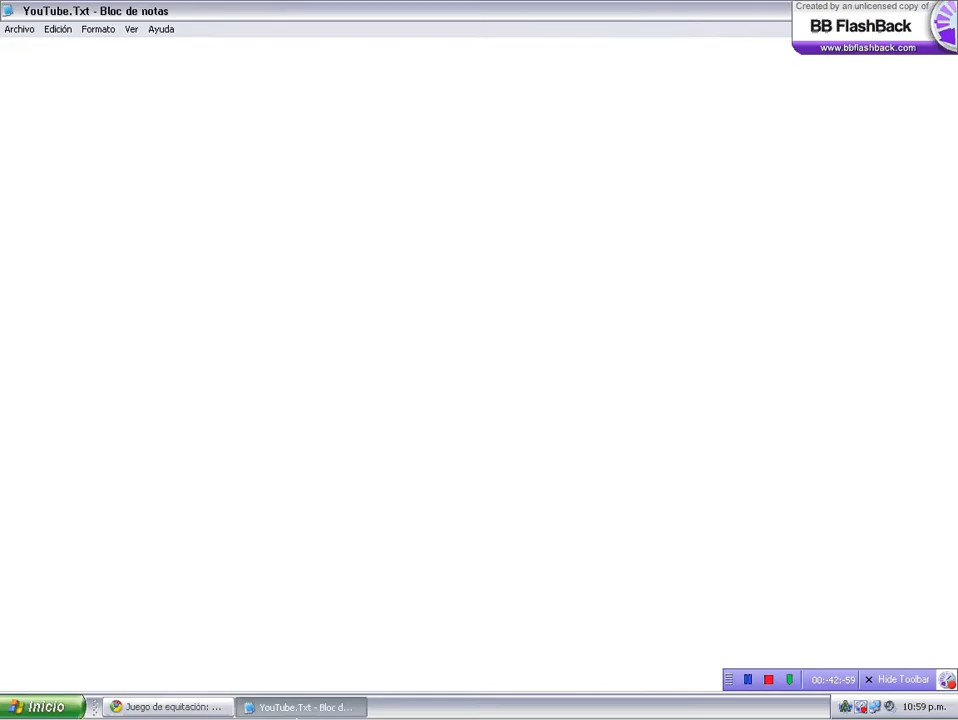 YouTube.Txt - Bloc de notas
Created by an unlicensed copy of
BB FlashBack
www.bbflashback.com
Archivo Edición Formato Ver Ayuda
00:-42:-59 Hide Toolbar
Inicio Juego de equitación: ... YouTube.Txt - Bloc d... 10:59 p.m.